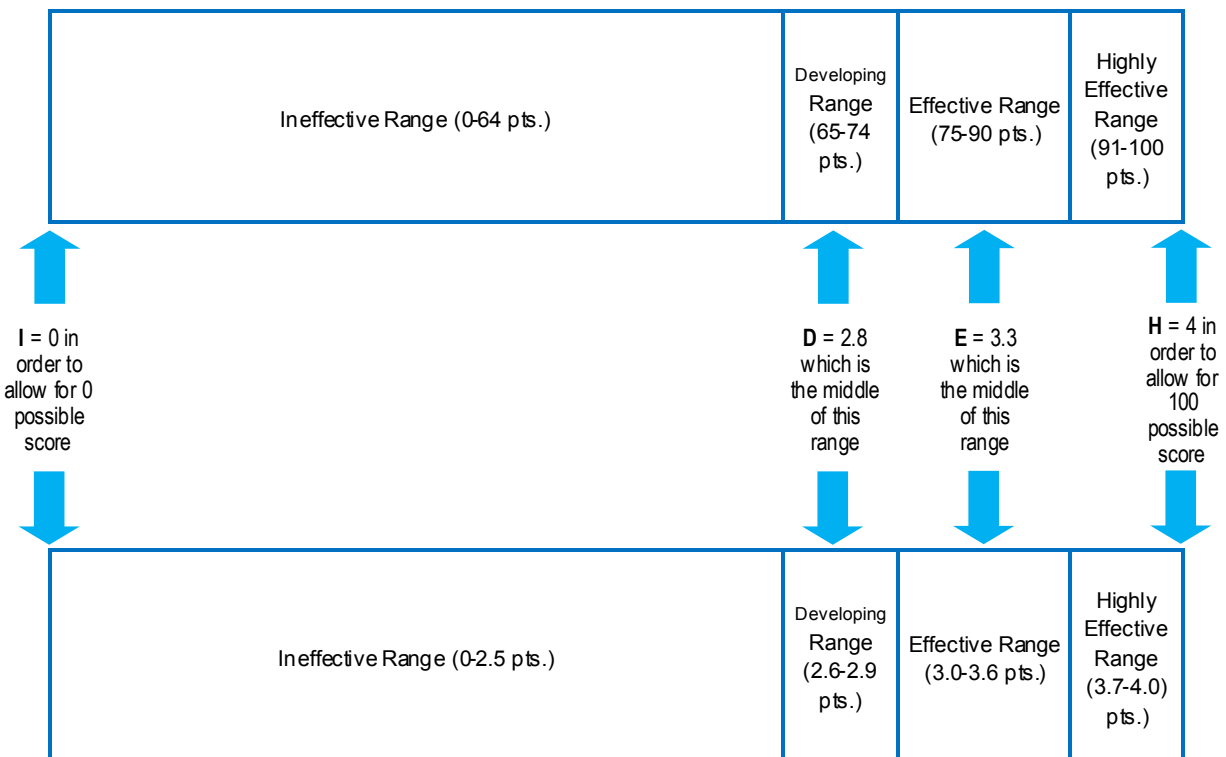 Ineffective Range (0-64 pts.)
Developing
Range
(65-74
pts.)
Effective Range
(75-90 pts.)
Highly
Effective
Range
(91-100
pts.)
I = 0 in
order to
allow for 0
possible
score
D = 2.8
which is
the middle
of this
range
E = 3.3
which is
the middle
of this
range
H = 4 in
order to
allow for
100
possible
score
Ineffective Range (0-2.5 pts.)
Developing
Range
(2.6-2.9
pts.)
Effective Range
(3.0-3.6 pts.)
Highly
Effective
Range
(3.7-4.0)
pts.)